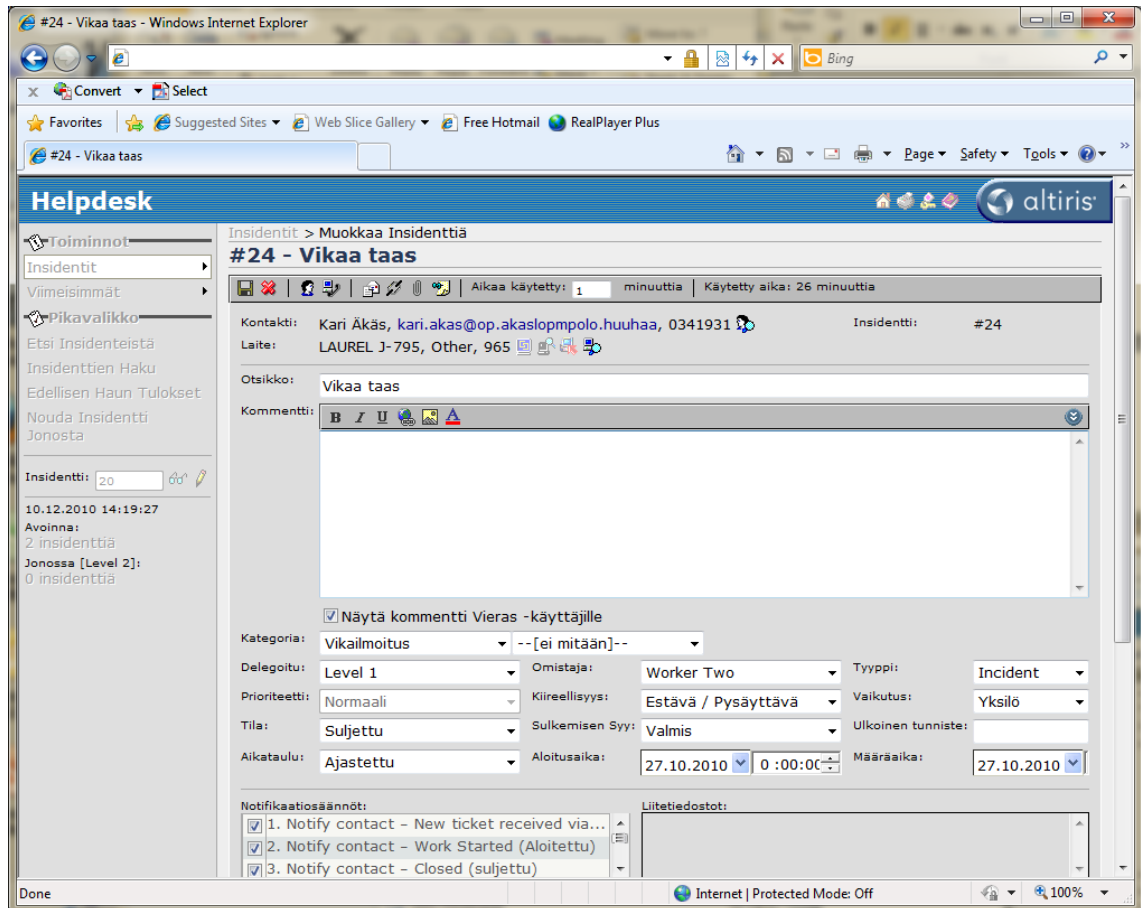 #24 - Vikaa taas - Windows Internet Explorer
Bing
x Convert Select
Favorites Suggested Sites Web Slice Gallery Free Hotmail RealPlayer Plus
#24 - Vikaa taas Page Safety Tools
Helpdesk altiris
Toiminnot
Insidentit
Viimeisimmät
Pikavalikko
Etsi Insidenteistä
Insidenttien Haku
Edellisen Haun Tulokset
Nouda Insidentti
Jonosta
Insidentti: 20
10.12.2010 14:19:27
Avoinna:
2 insidenttiä
Jonossa [Level 2]:
0 insidenttiä
Insidentit > Muokkaa Insidenttiä
#24 - Vikaa taas
Aikaa käytetty: 1 minuuttia Käytetty aika: 26 minuuttia
Kontakti: Kari Äkäs, kari.akas@op.akaslopmpolo.huuhaa, 0341931 Insidentti: #24
Laite: LAUREL J-795, Other, 965
Otsikko: Vikaa taas
Kommentti: B I U A
Näytä kommentti Vieras -käyttäjille
Kategoria: Vikailmoitus --[ei mitään]--
Delegoitu: Level 1 Omistaja: Worker Two Tyyppi: Incident
Prioriteetti: Normaali Kiireellisyys: Estävä / Pysäyttävä Vaikutus: Yksilö
Tila: Suljettu Sulkemisen Syy: Valmis Ulkoinen tunniste:
Aikataulu: Ajastettu Aloitusaika: 27.10.2010 0 :00:00 Määräaika: 27.10.2010
Notifikaatiosäännöt: Liitetiedostot:
1. Notify contact – New ticket received via...
2. Notify contact – Work Started (Aloitettu)
3. Notify contact – Closed (suljettu)
Done Internet | Protected Mode: Off 100%